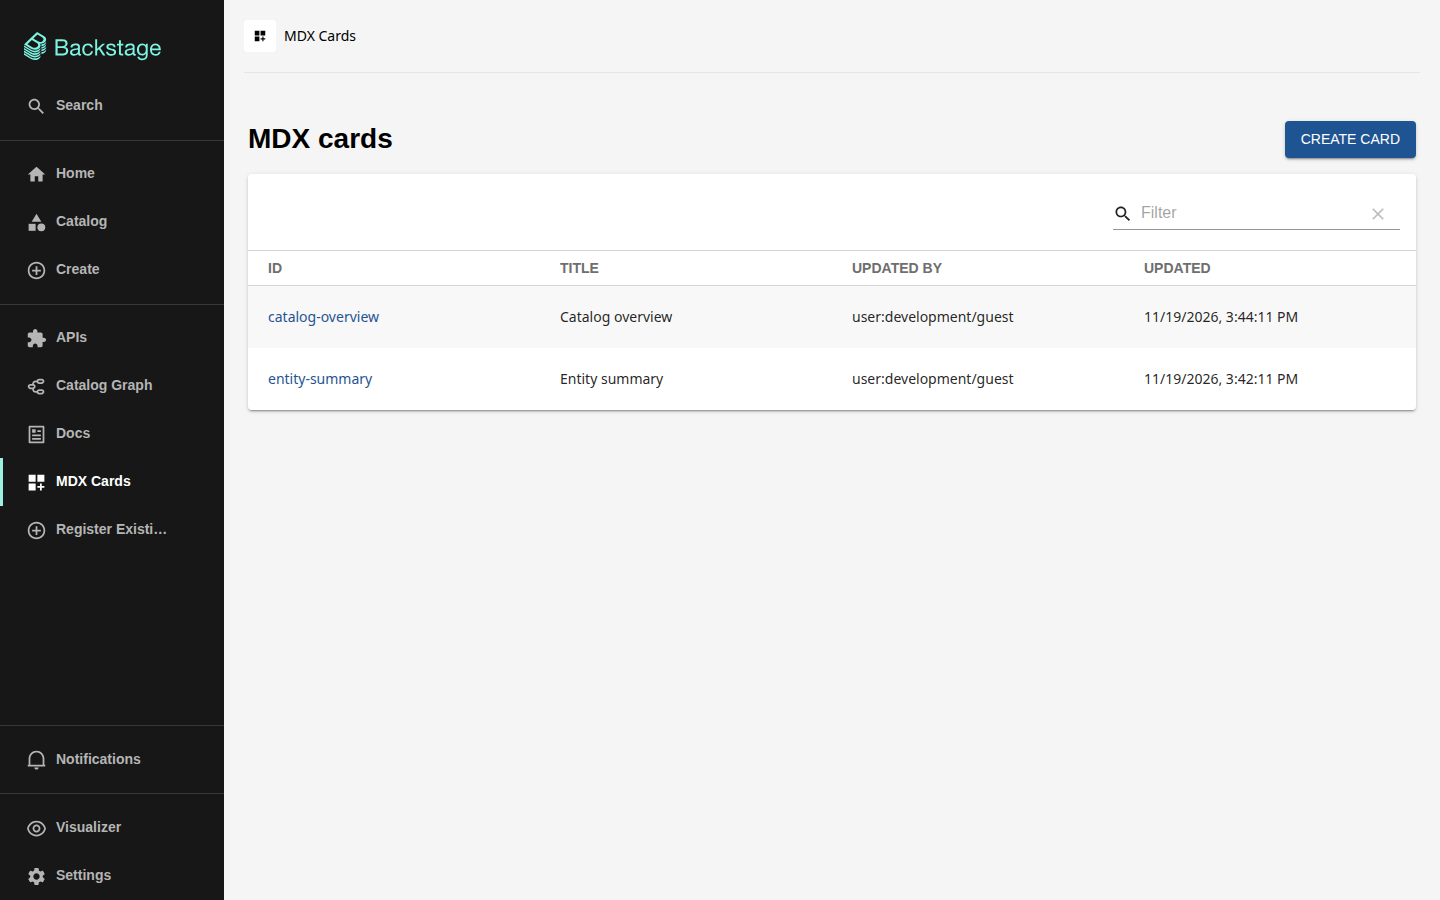 Backstage
Search
Home
Catalog
Create
APIs
Catalog Graph
Docs
MDX Cards
Register Existi...
Notifications
Visualizer
Settings
MDX Cards
MDX cards
CREATE CARD
Filter
ID TITLE UPDATED BY UPDATED
catalog-overview Catalog overview user:development/guest 11/19/2026, 3:44:11 PM
entity-summary Entity summary user:development/guest 11/19/2026, 3:42:11 PM